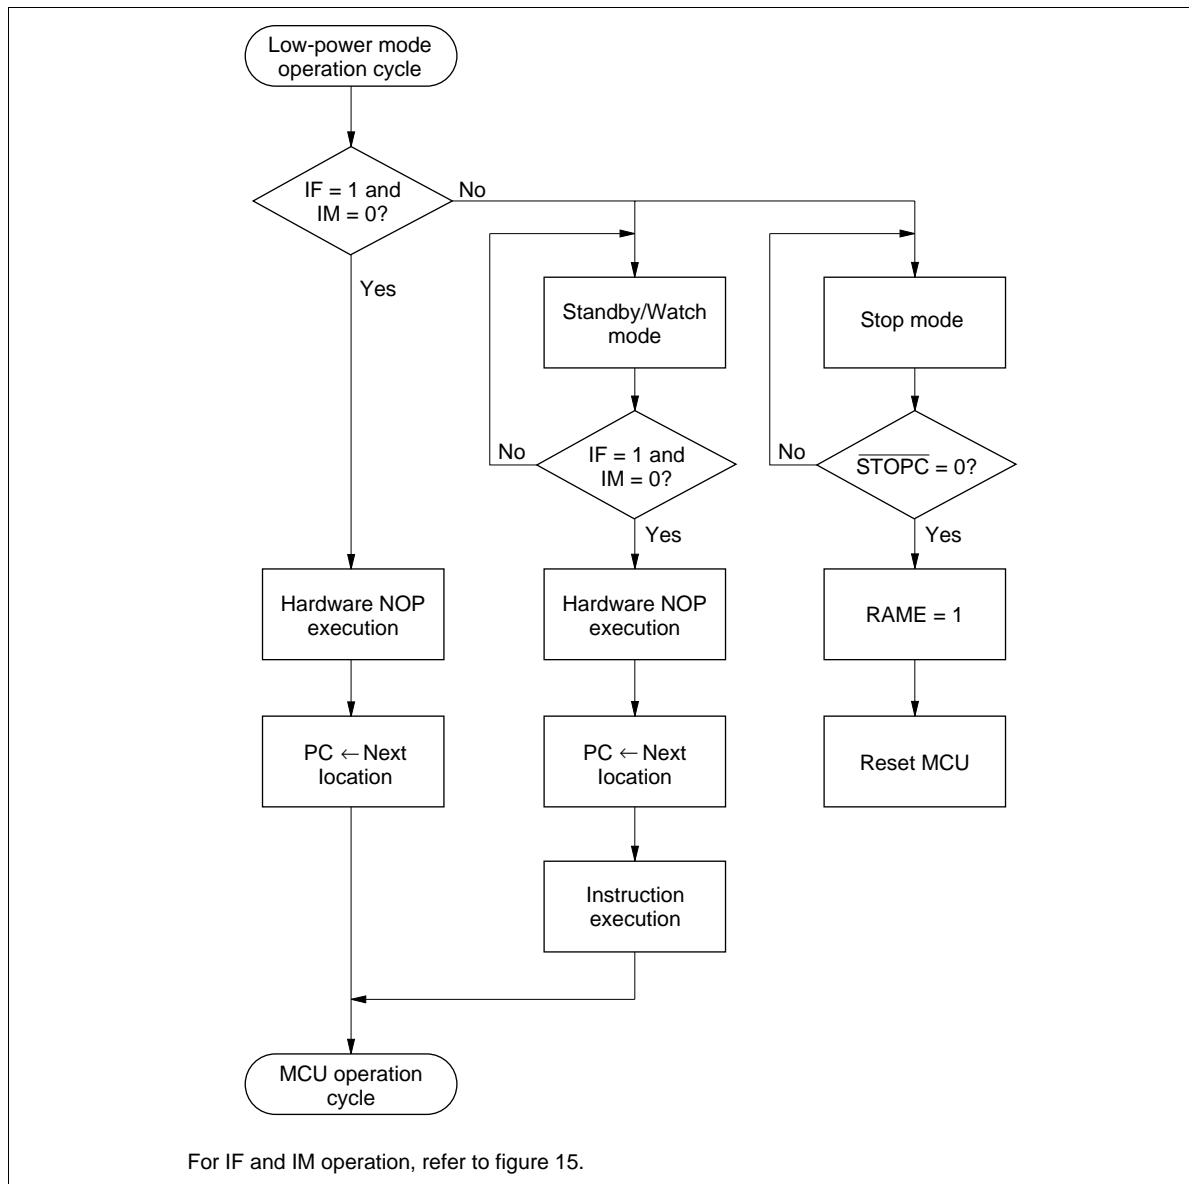 Low-power mode
operation cycle
IF = 1 and
IM = 0?
No
Yes
Standby/Watch
mode
Stop mode
IF = 1 and
IM = 0?
No
Yes
STOPC = 0?
No
Yes
Hardware NOP
execution
Hardware NOP
execution
RAME = 1
PC ← Next
location
PC ← Next
location
Reset MCU
Instruction
execution
MCU operation
cycle
For IF and IM operation, refer to figure 15.